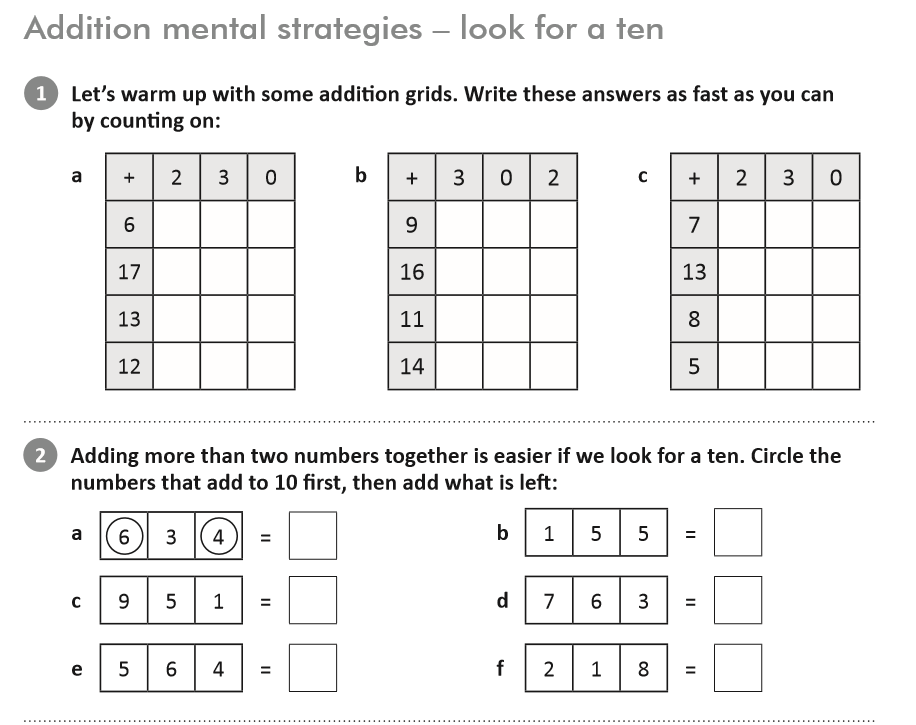 Addition mental strategies – look for a ten
1 Let's warm up with some addition grids. Write these answers as fast as you can
by counting on:
a + 2 3 0 b + 3 0 2 c + 2 3 0
6 9 7
17 16 13
13 11 8
12 14 5
2 Adding more than two numbers together is easier if we look for a ten. Circle the
numbers that add to 10 first, then add what is left:
a 6 3 4 = b 1 5 5 =
c 9 5 1 = d 7 6 3 =
e 5 6 4 = f 2 1 8 =